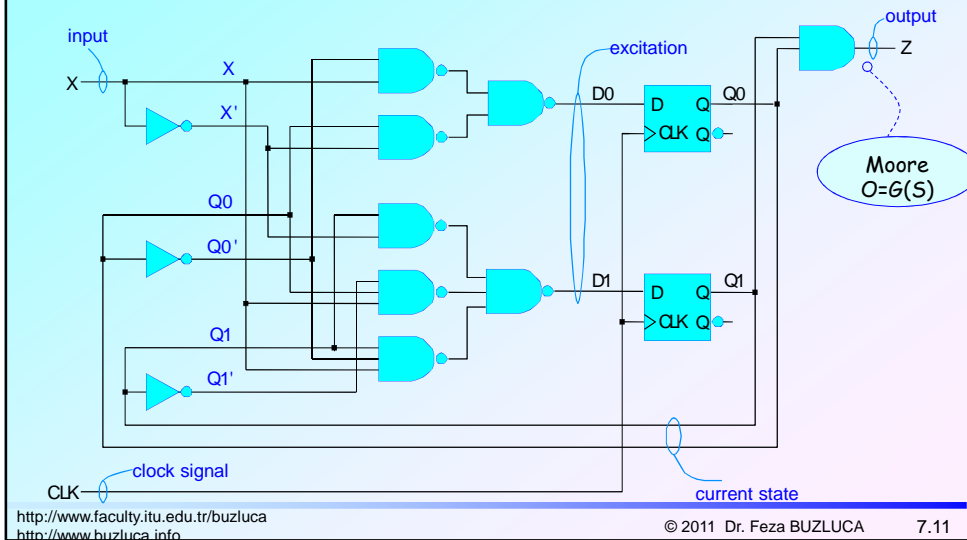 input
output
X
X
X'
excitation
Z
D0
D
Q
Q0
CLK
Q
Moore
O=G(S)
Q0
Q0'
D1
D
Q
Q1
CLK
Q
Q1
Q1'
clock signal
CLK
current state
http://www.faculty.itu.edu.tr/buzluca
http://www.buzluca.info
© 2011 Dr. Feza BUZLUCA
7.11